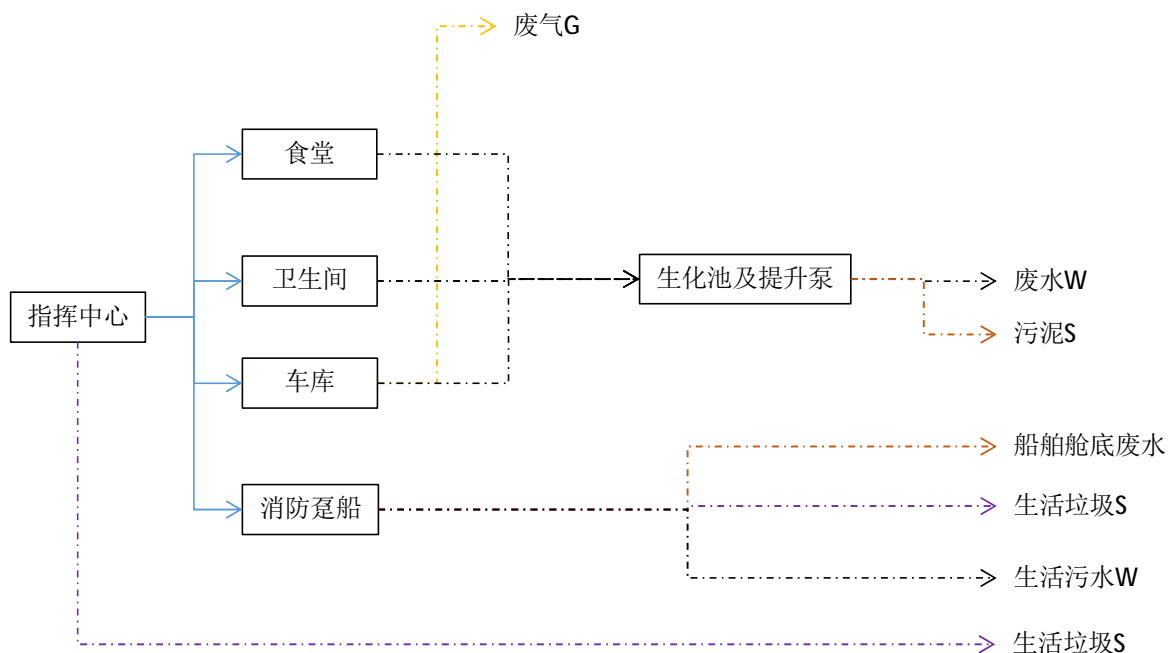 废气G
食堂
卫生间
生化池及提升泵
废水W
指挥中心
污泥S
车库
船舶舱底废水
消防趸船
生活垃圾S
生活污水W
生活垃圾S